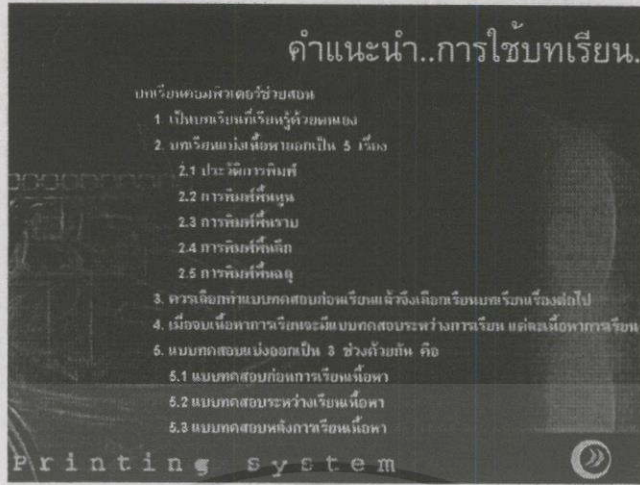 คำแนะนำ..การใช้บทเรียน.
บทเรียนคอมพิวเตอร์ช่วยสอน
1. เป็นบทเรียนที่เรียนรู้ด้วยตนเอง
2. บทเรียนแบ่งเนื้อหาออกเป็น 5 เรื่อง
2.1 ประวัติการพิมพ์
2.2 การพิมพ์พื้นนูน
2.3 การพิมพ์พื้นราบ
2.4 การพิมพ์พื้นลึก
2.5 การพิมพ์พื้นฉลุ
3. ควรเลือกทำแบบทดสอบก่อนเรียนแล้วจึงเลือกเรียนบทเรียนเรื่องต่อไป
4. เมื่อจบเนื้อหาการเรียนจะมีแบบทดสอบระหว่างการเรียน แต่ละเนื้อหาการเรียน
5. แบบทดสอบแบ่งออกเป็น 3 ช่วงด้วยกัน คือ
5.1 แบบทดสอบก่อนการเรียนเนื้อหา
5.2 แบบทดสอบระหว่างเรียนเนื้อหา
5.3 แบบทดสอบหลังการเรียนเนื้อหา
Printing system